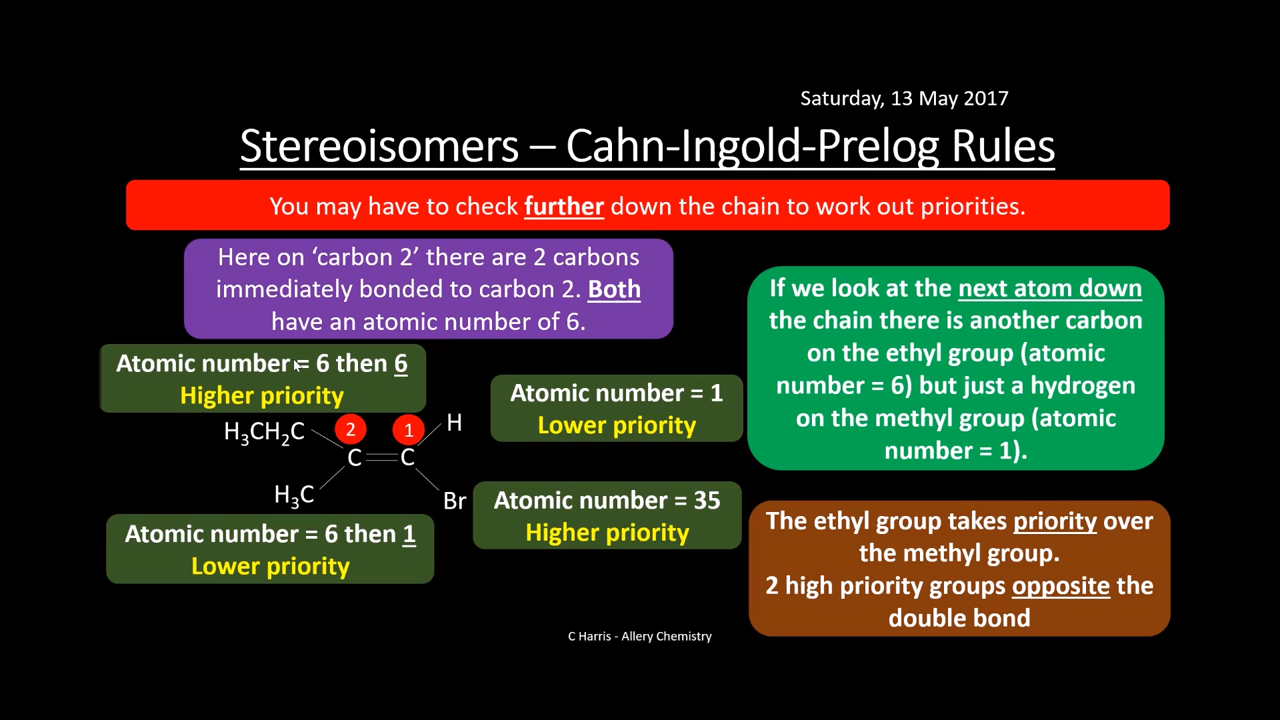 Saturday, 13 May 2017
Stereoisomers – Cahn-Ingold-Prelog Rules
You may have to check further down the chain to work out priorities.
Here on ‘carbon 2’ there are 2 carbons
immediately bonded to carbon 2. Both
have an atomic number of 6.
If we look at the next atom down
the chain there is another carbon
on the ethyl group (atomic
number = 6) but just a hydrogen
on the methyl group (atomic
number = 1).
Atomic number = 6 then 6
Higher priority
Atomic number = 1
Lower priority
H₃CH₂C
2
1
H
C
C
H₃C
Br
Atomic number = 35
Higher priority
Atomic number = 6 then 1
Lower priority
The ethyl group takes priority over
the methyl group.
2 high priority groups opposite the
double bond
C Harris - Allery Chemistry